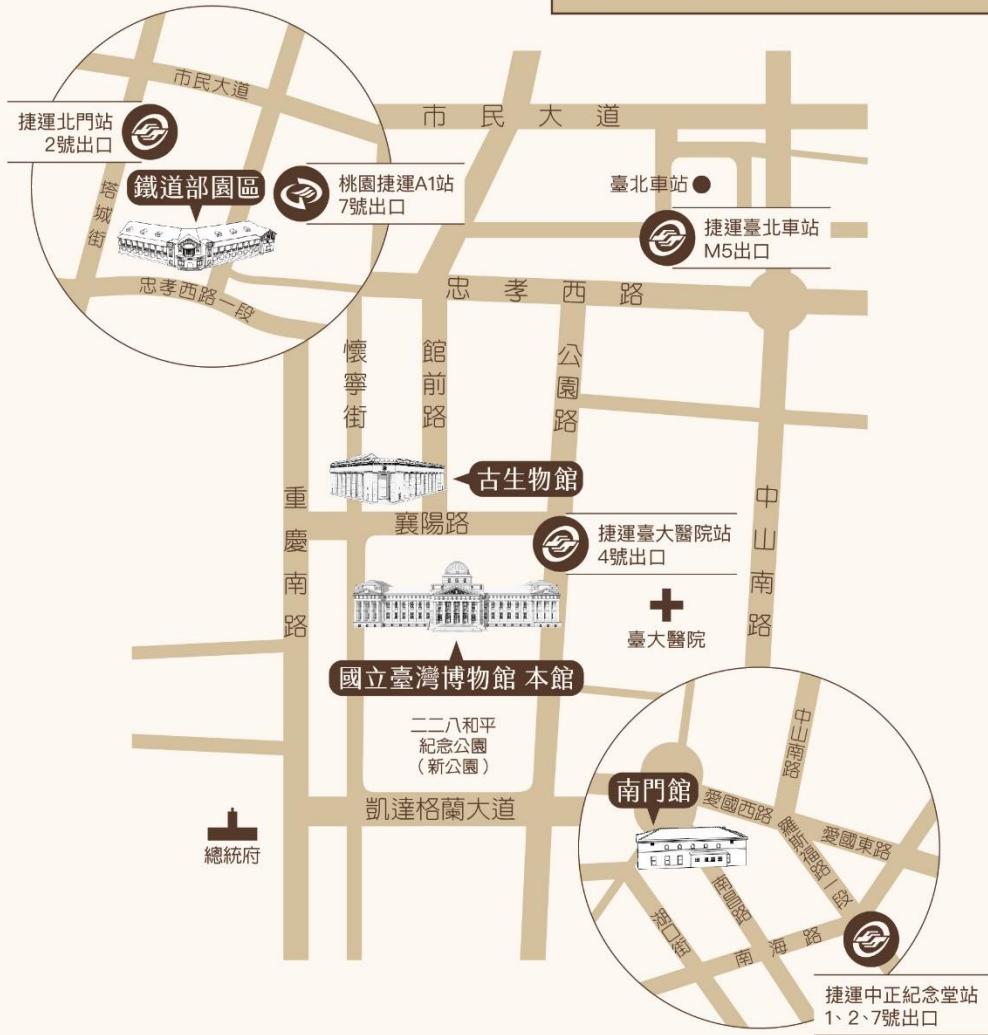 市民大道
捷運北門站
2號出口
鐵道部園區
桃園捷運A1站
7號出口
塔城街
忠孝西路一段
市民大道
臺北車站
捷運臺北車站
M5出口
忠孝西路
懷寧街
館前路
公園路
古生物館
襄陽路
重慶南路
中山南路
捷運臺大醫院站
4號出口
臺大醫院
國立臺灣博物館 本館
二二八和平
紀念公園
(新公園)
凱達格蘭大道
總統府
中山南路
南門館
愛國西路
愛國東路
羅斯福路一段
南昌路
湖口街
南海路
捷運中正紀念堂站
1、2、7號出口